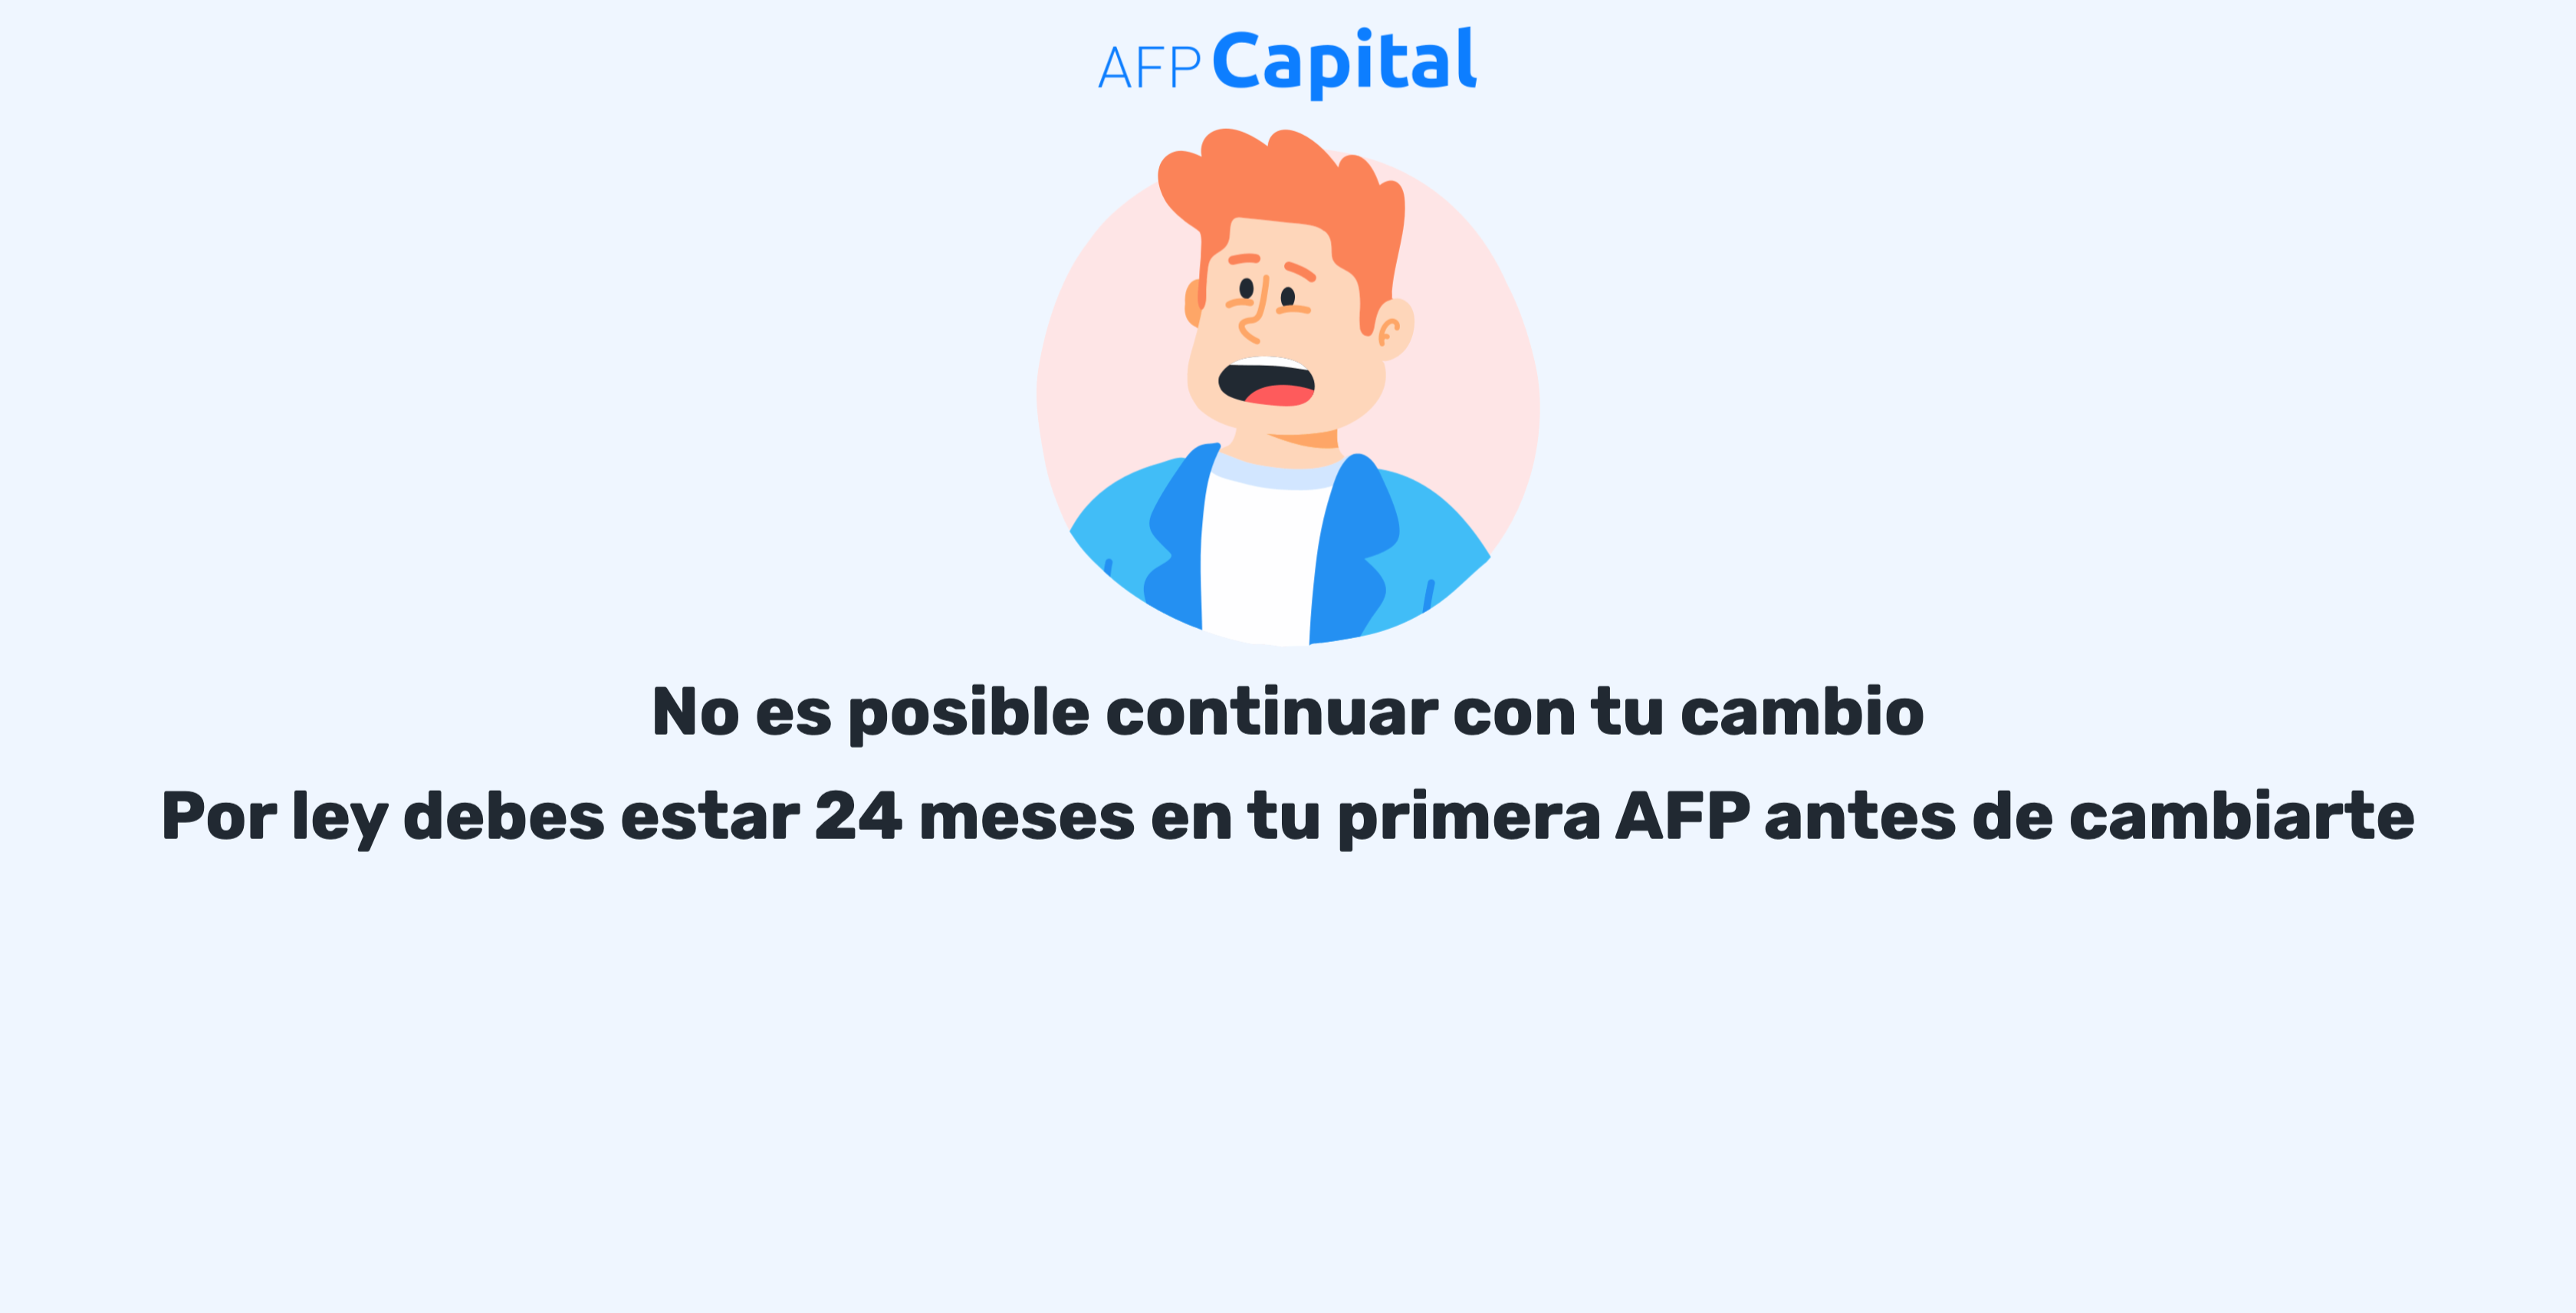 AFP Capital
No es posible continuar con tu cambio
Por ley debes estar 24 meses en tu primera AFP antes de cambiarte